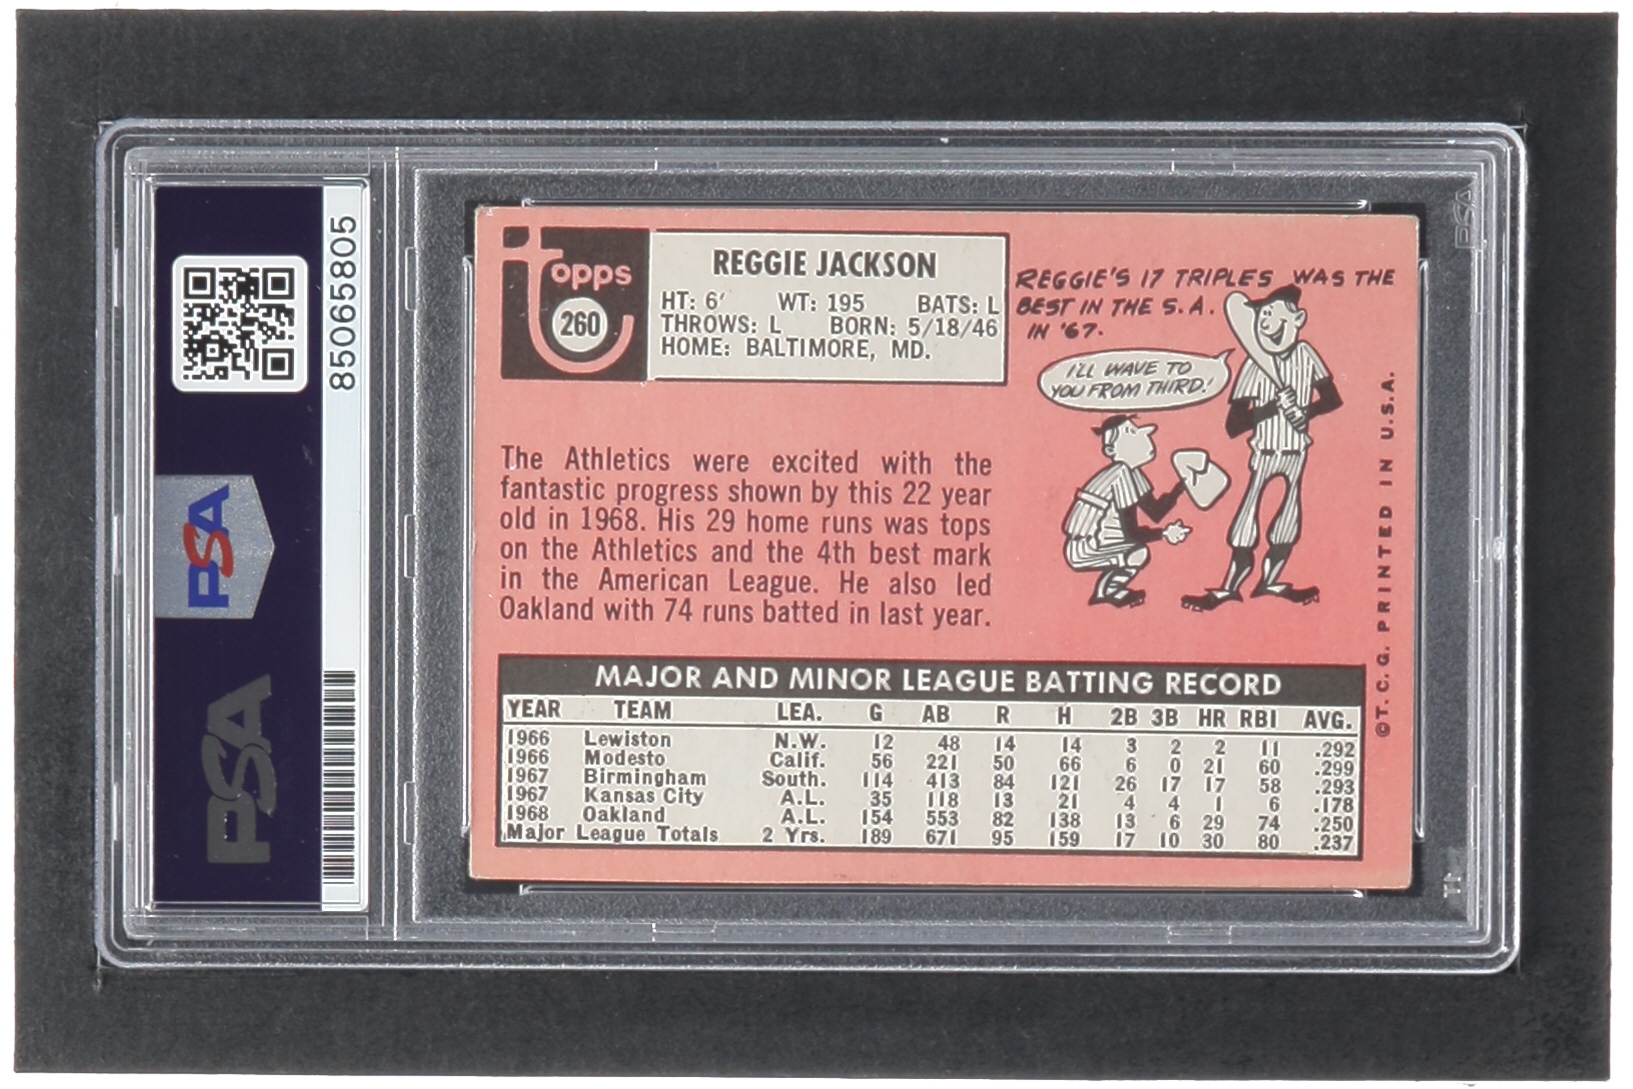 85065805
PSA
PSA
PSA
topps
260
REGGIE JACKSON
HT: 6' WT: 195 BATS: L
THROWS: L BORN: 5/18/46
HOME: BALTIMORE, MD.
REGGIE'S 17 TRIPLES WAS THE
BEST IN THE S.A.
IN '67.
I'LL WAVE TO
YOU FROM THIRD!
The Athletics were excited with the
fantastic progress shown by this 22 year
old in 1968. His 29 home runs was tops
on the Athletics and the 4th best mark
in the American League. He also led
Oakland with 74 runs batted in last year.
MAJOR AND MINOR LEAGUE BATTING RECORD
YEAR TEAM LEA. G AB R H 2B 3B HR RBI AVG.
1966 Lewiston N.W. 12 48 14 14 3 2 2 11 .292
1966 Modesto Calif. 56 221 50 66 6 0 21 60 .299
1967 Birmingham South. 114 413 84 121 26 17 17 58 .293
1967 Kansas City A.L. 35 118 13 21 4 4 1 6 .178
1968 Oakland A.L. 154 553 82 138 13 6 29 74 .250
Major League Totals 2 Yrs. 189 671 95 159 17 10 30 80 .237
©T.C.G. PRINTED IN U.S.A.